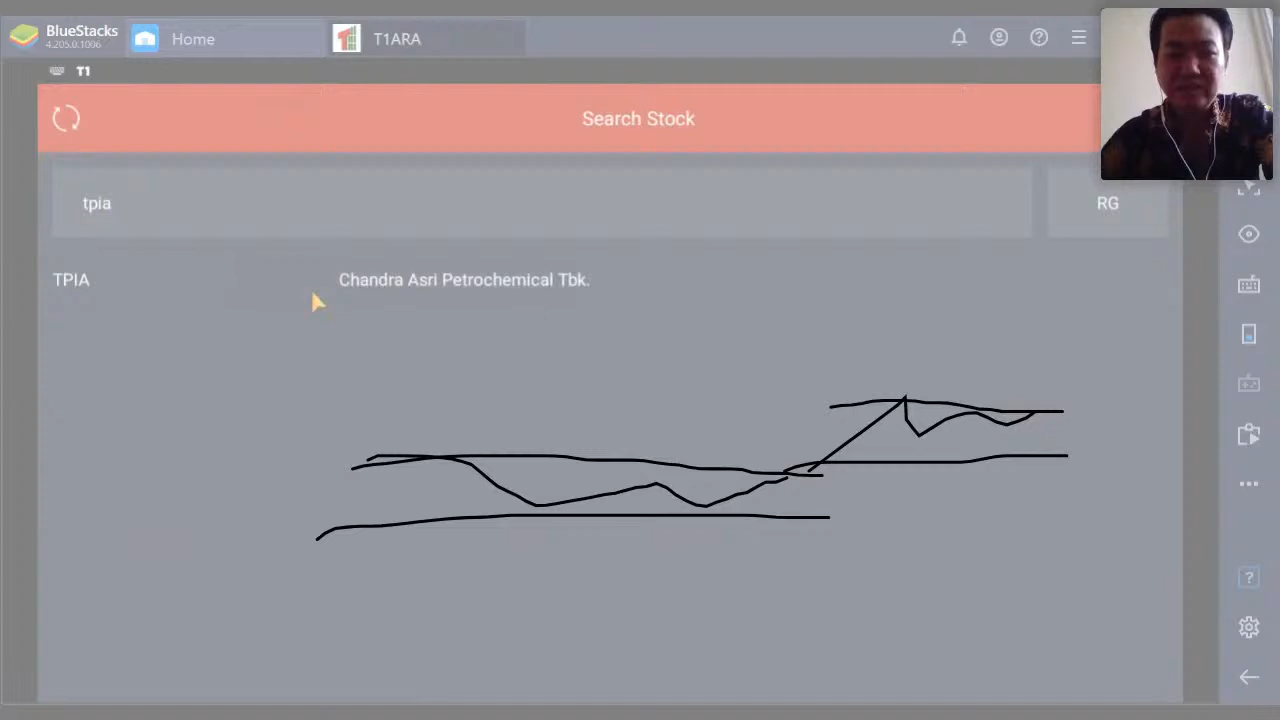 BlueStacks
4.205.0.1006
Home
T1ARA
T1
Search Stock
tpia
RG
TPIA
Chandra Asri Petrochemical Tbk.